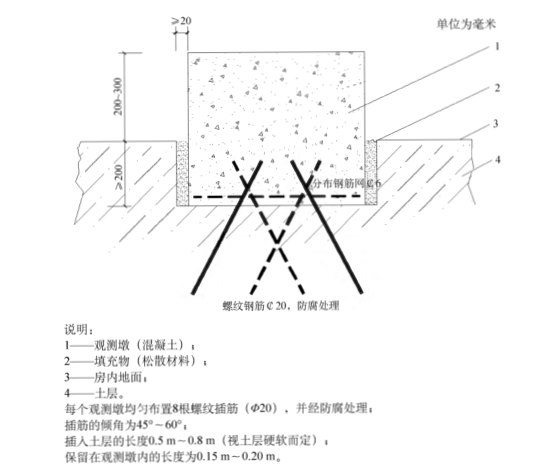 ≥20
单位为毫米
1
200~300
2
3
≥200
4
分布钢筋网⊄6
螺纹钢筋⊄20，防腐处理
说明：
1——观测墩（混凝土）；
2——填充物（松散材料）；
3——房内地面；
4——土层。
每个观测墩均匀布置8根螺纹插筋（Φ20），并经防腐处理；
插筋的倾角为45°～60°；
插入土层的长度0.5 m～0.8 m（视土层硬软而定）；
保留在观测墩内的长度为0.15 m～0.20 m。